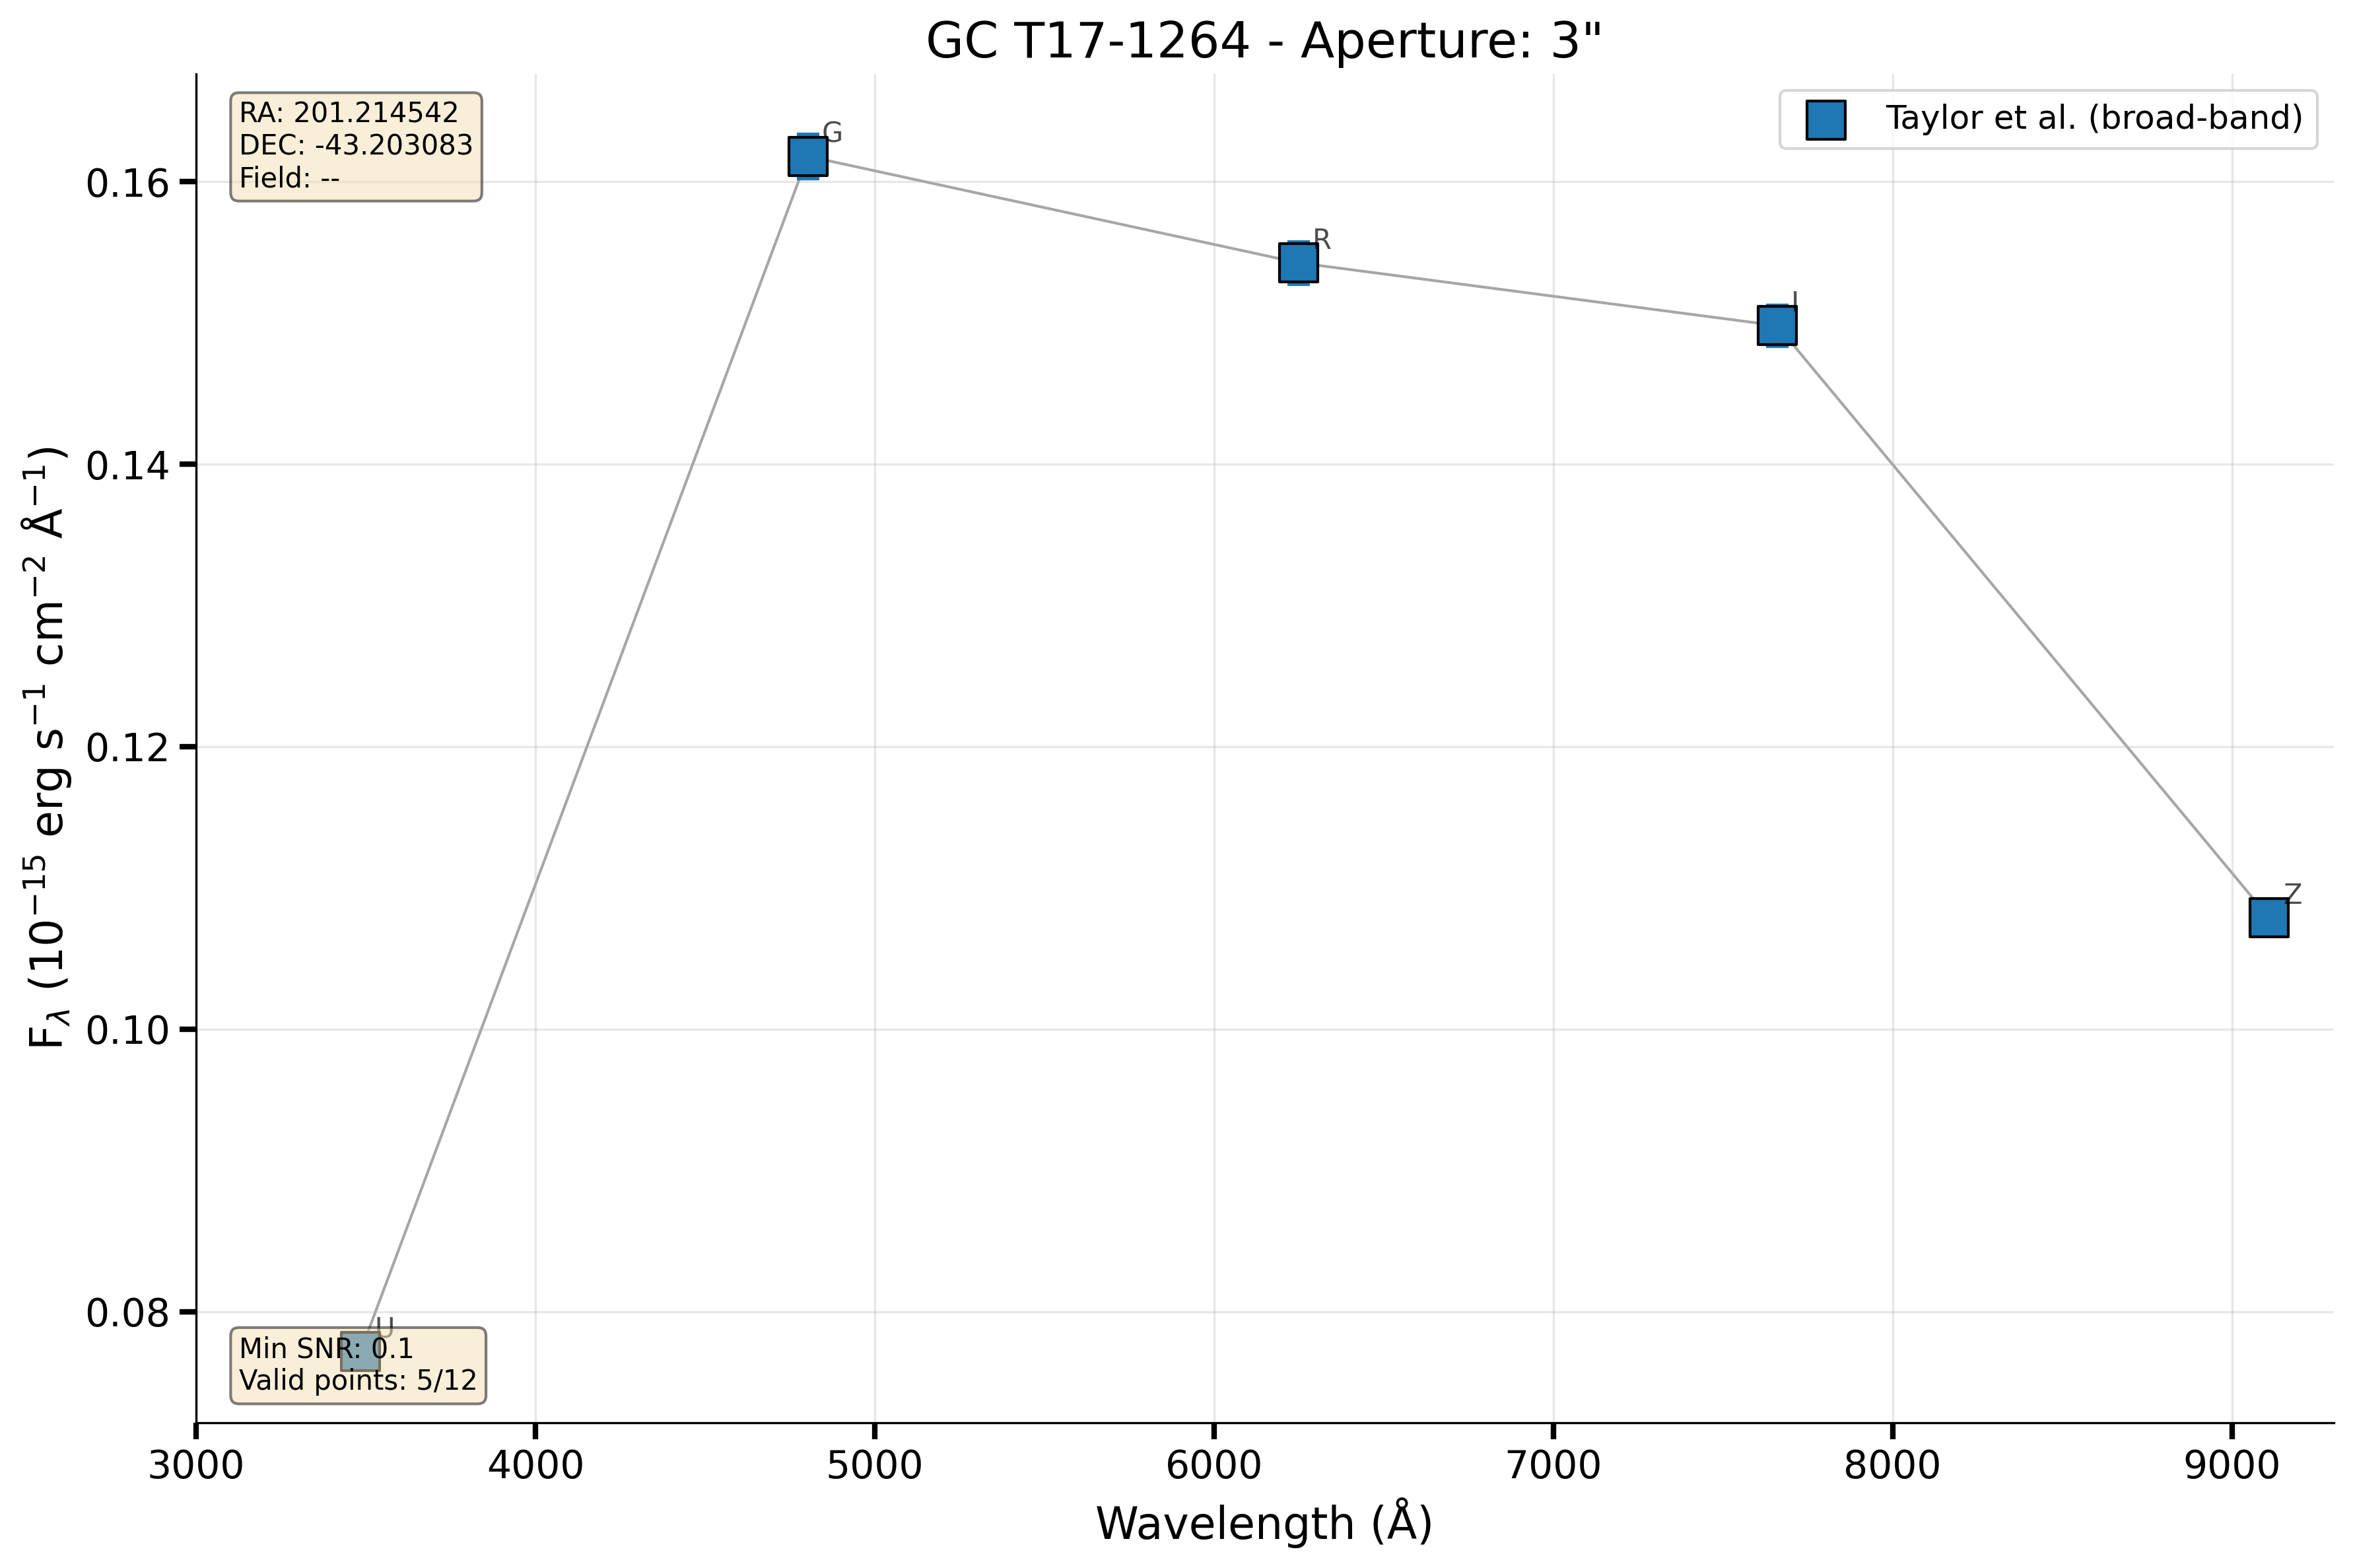 GC T17-1264 - Aperture: 3"
RA: 201.214542
DEC: -43.203083
Field: --
Taylor et al. (broad-band)
G
R
I
Z
U
Min SNR: 0.1
Valid points: 5/12
F_λ (10⁻¹⁵ erg s⁻¹ cm⁻² Å⁻¹)
0.16
0.14
0.12
0.10
0.08
3000 4000 5000 6000 7000 8000 9000
Wavelength (Å)